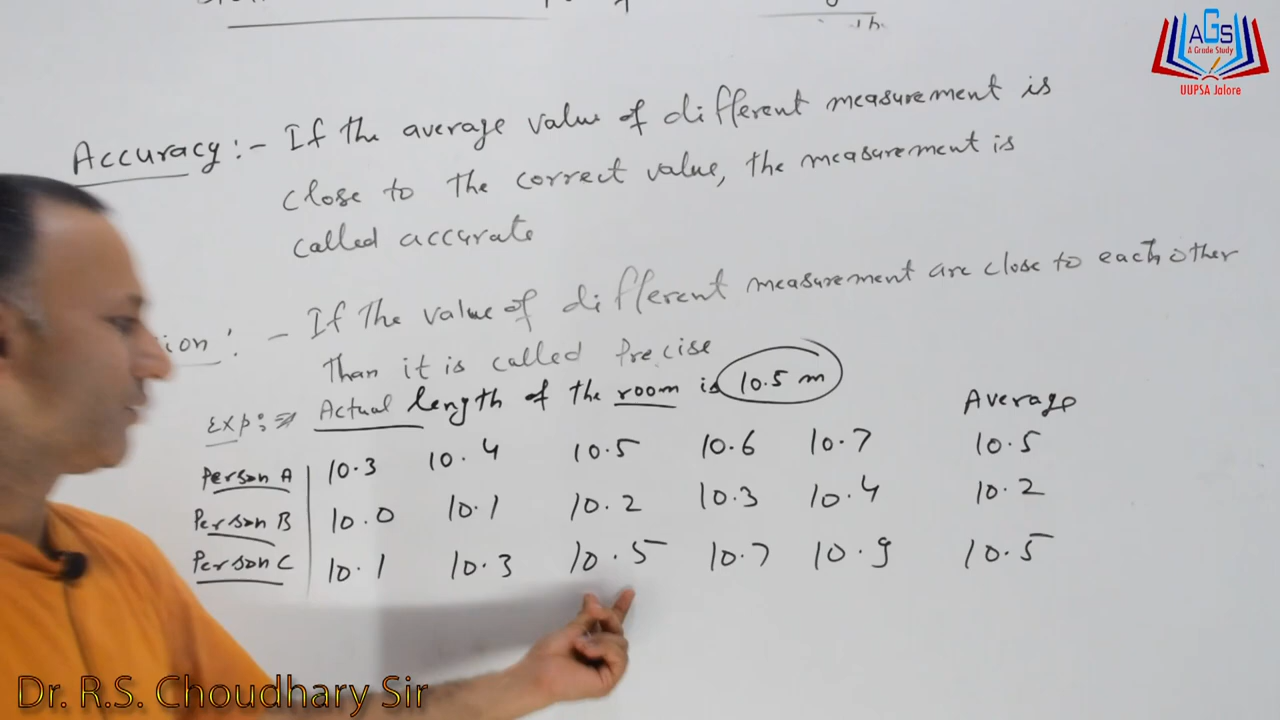 AGS
A Grade Study
UUPSA Jalore
Accuracy :- If the average value of different measurement is
close to the correct value, the measurement is
called accurate
ion :- If the value of different measurement are close to each other
Than it is called Precise
Exp:⇒ Actual length of the room is 10.5 m
Average
Person A 10.3 10.4 10.5 10.6 10.7 10.5
Person B 10.0 10.1 10.2 10.3 10.4 10.2
Person C 10.1 10.3 10.5 10.7 10.9 10.5
Dr. R.S. Choudhary Sir